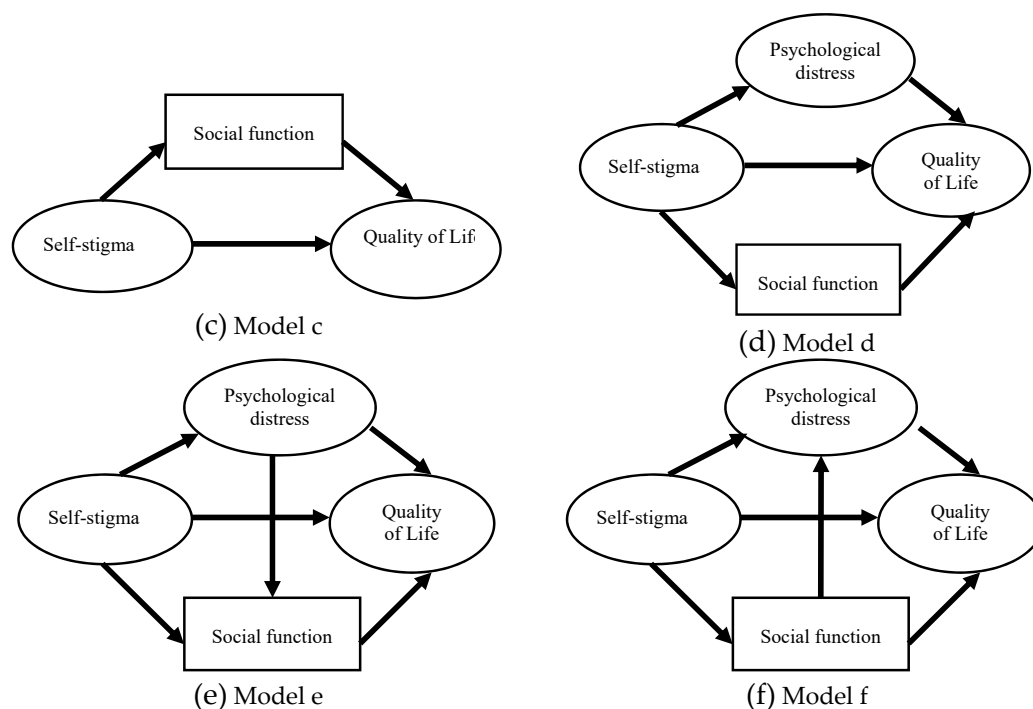 Social function
Self-stigma
Quality of Life
(c) Model c
Psychological
distress
Self-stigma
Quality
of Life
Social function
(d) Model d
Psychological
distress
Self-stigma
Quality
of Life
Social function
(e) Model e
Psychological
distress
Self-stigma
Quality
of Life
Social function
(f) Model f